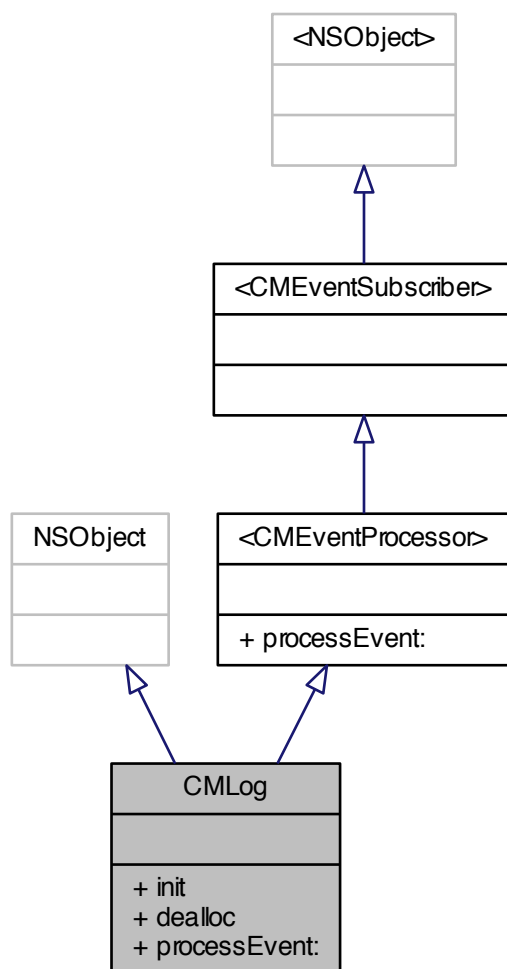 <NSObject>
<CMEventSubscriber>
NSObject
<CMEventProcessor>
+ processEvent:
CMLog
+ init
+ dealloc
+ processEvent: